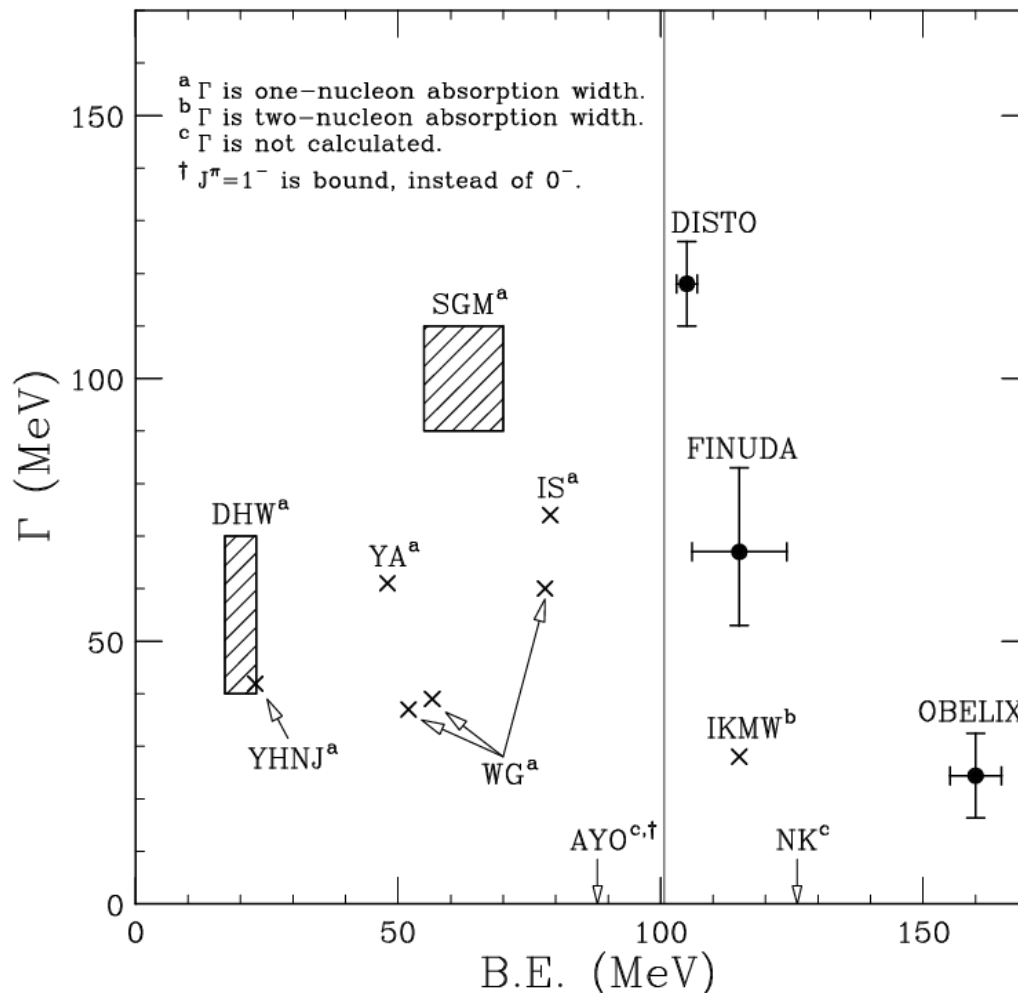 150
ᵃ Γ is one−nucleon absorption width.
ᵇ Γ is two−nucleon absorption width.
ᶜ Γ is not calculated.
† Jᵖⁱ=1⁻ is bound, instead of 0⁻.
DISTO
SGMᵃ
100
Γ (MeV)
FINUDA
ISᵃ
DHWᵃ
YAᵃ
50
OBELIX
IKMWᵇ
YHNJᵃ
WGᵃ
AYOᶜ,†
NKᶜ
0
0 50 100 150
B.E. (MeV)